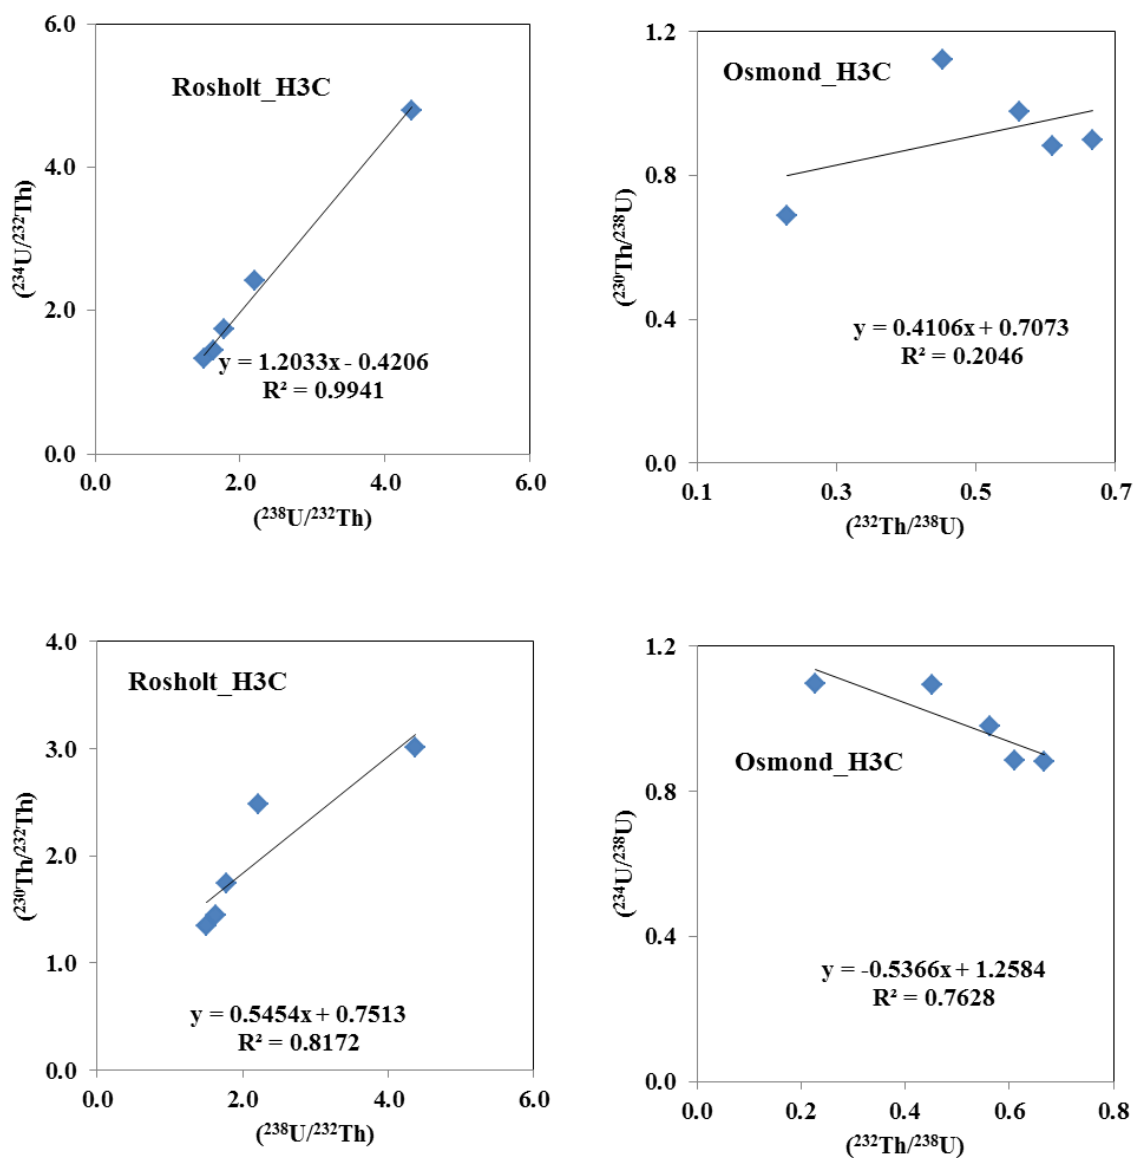 6.0
4.0
2.0
0.0
0.0
2.0
4.0
6.0
(²³⁴U/²³²Th)
Rosholt_H3C
y = 1.2033x - 0.4206
R² = 0.9941
(²³⁸U/²³²Th)
1.2
0.8
0.4
0.0
0.1
0.3
0.5
0.7
(²³⁰Th/²³⁸U)
Osmond_H3C
y = 0.4106x + 0.7073
R² = 0.2046
(²³²Th/²³⁸U)
4.0
3.0
2.0
1.0
0.0
0.0
2.0
4.0
6.0
(²³⁰Th/²³²Th)
Rosholt_H3C
y = 0.5454x + 0.7513
R² = 0.8172
(²³⁸U/²³²Th)
1.2
0.8
0.4
0.0
0.0
0.2
0.4
0.6
0.8
(²³⁴U/²³⁸U)
Osmond_H3C
y = -0.5366x + 1.2584
R² = 0.7628
(²³²Th/²³⁸U)